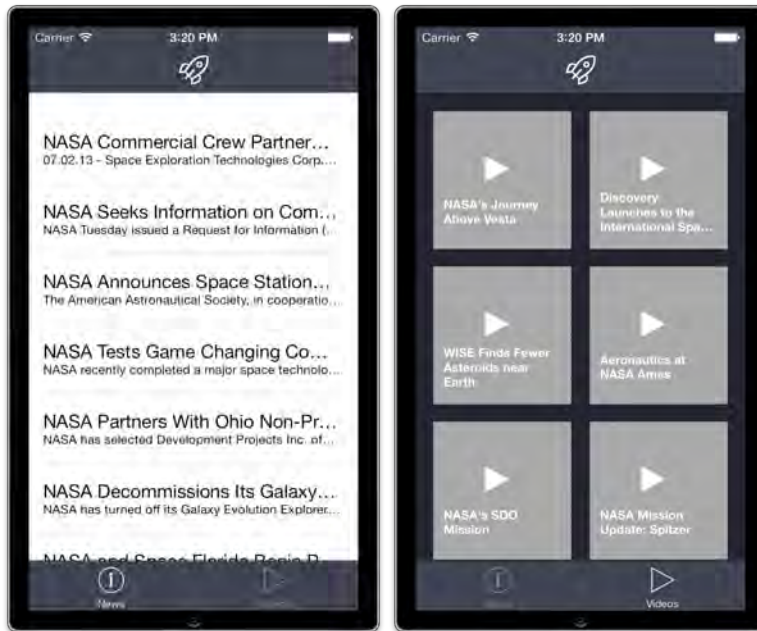 Carrier 3:20 PM
NASA Commercial Crew Partner...
07.02.13 - Space Exploration Technologies Corp....
NASA Seeks Information on Com...
NASA Tuesday issued a Request for Information (...
NASA Announces Space Station...
The American Astronautical Society, in cooperatio...
NASA Tests Game Changing Co...
NASA recently completed a major space technolo...
NASA Partners With Ohio Non-Pr...
NASA has selected Development Projects Inc. of...
NASA Decommissions Its Galaxy...
NASA has turned off its Galaxy Evolution Explorer...
NASA and Space Florida Begin P...
News
Carrier 3:20 PM
NASA's Journey
Above Vesta
Discovery
Launches to the
International Spa...
WISE Finds Fewer
Asteroids near
Earth
Aeronautics at
NASA Ames
NASA's SDO
Mission
NASA Mission
Update: Spitzer
Videos